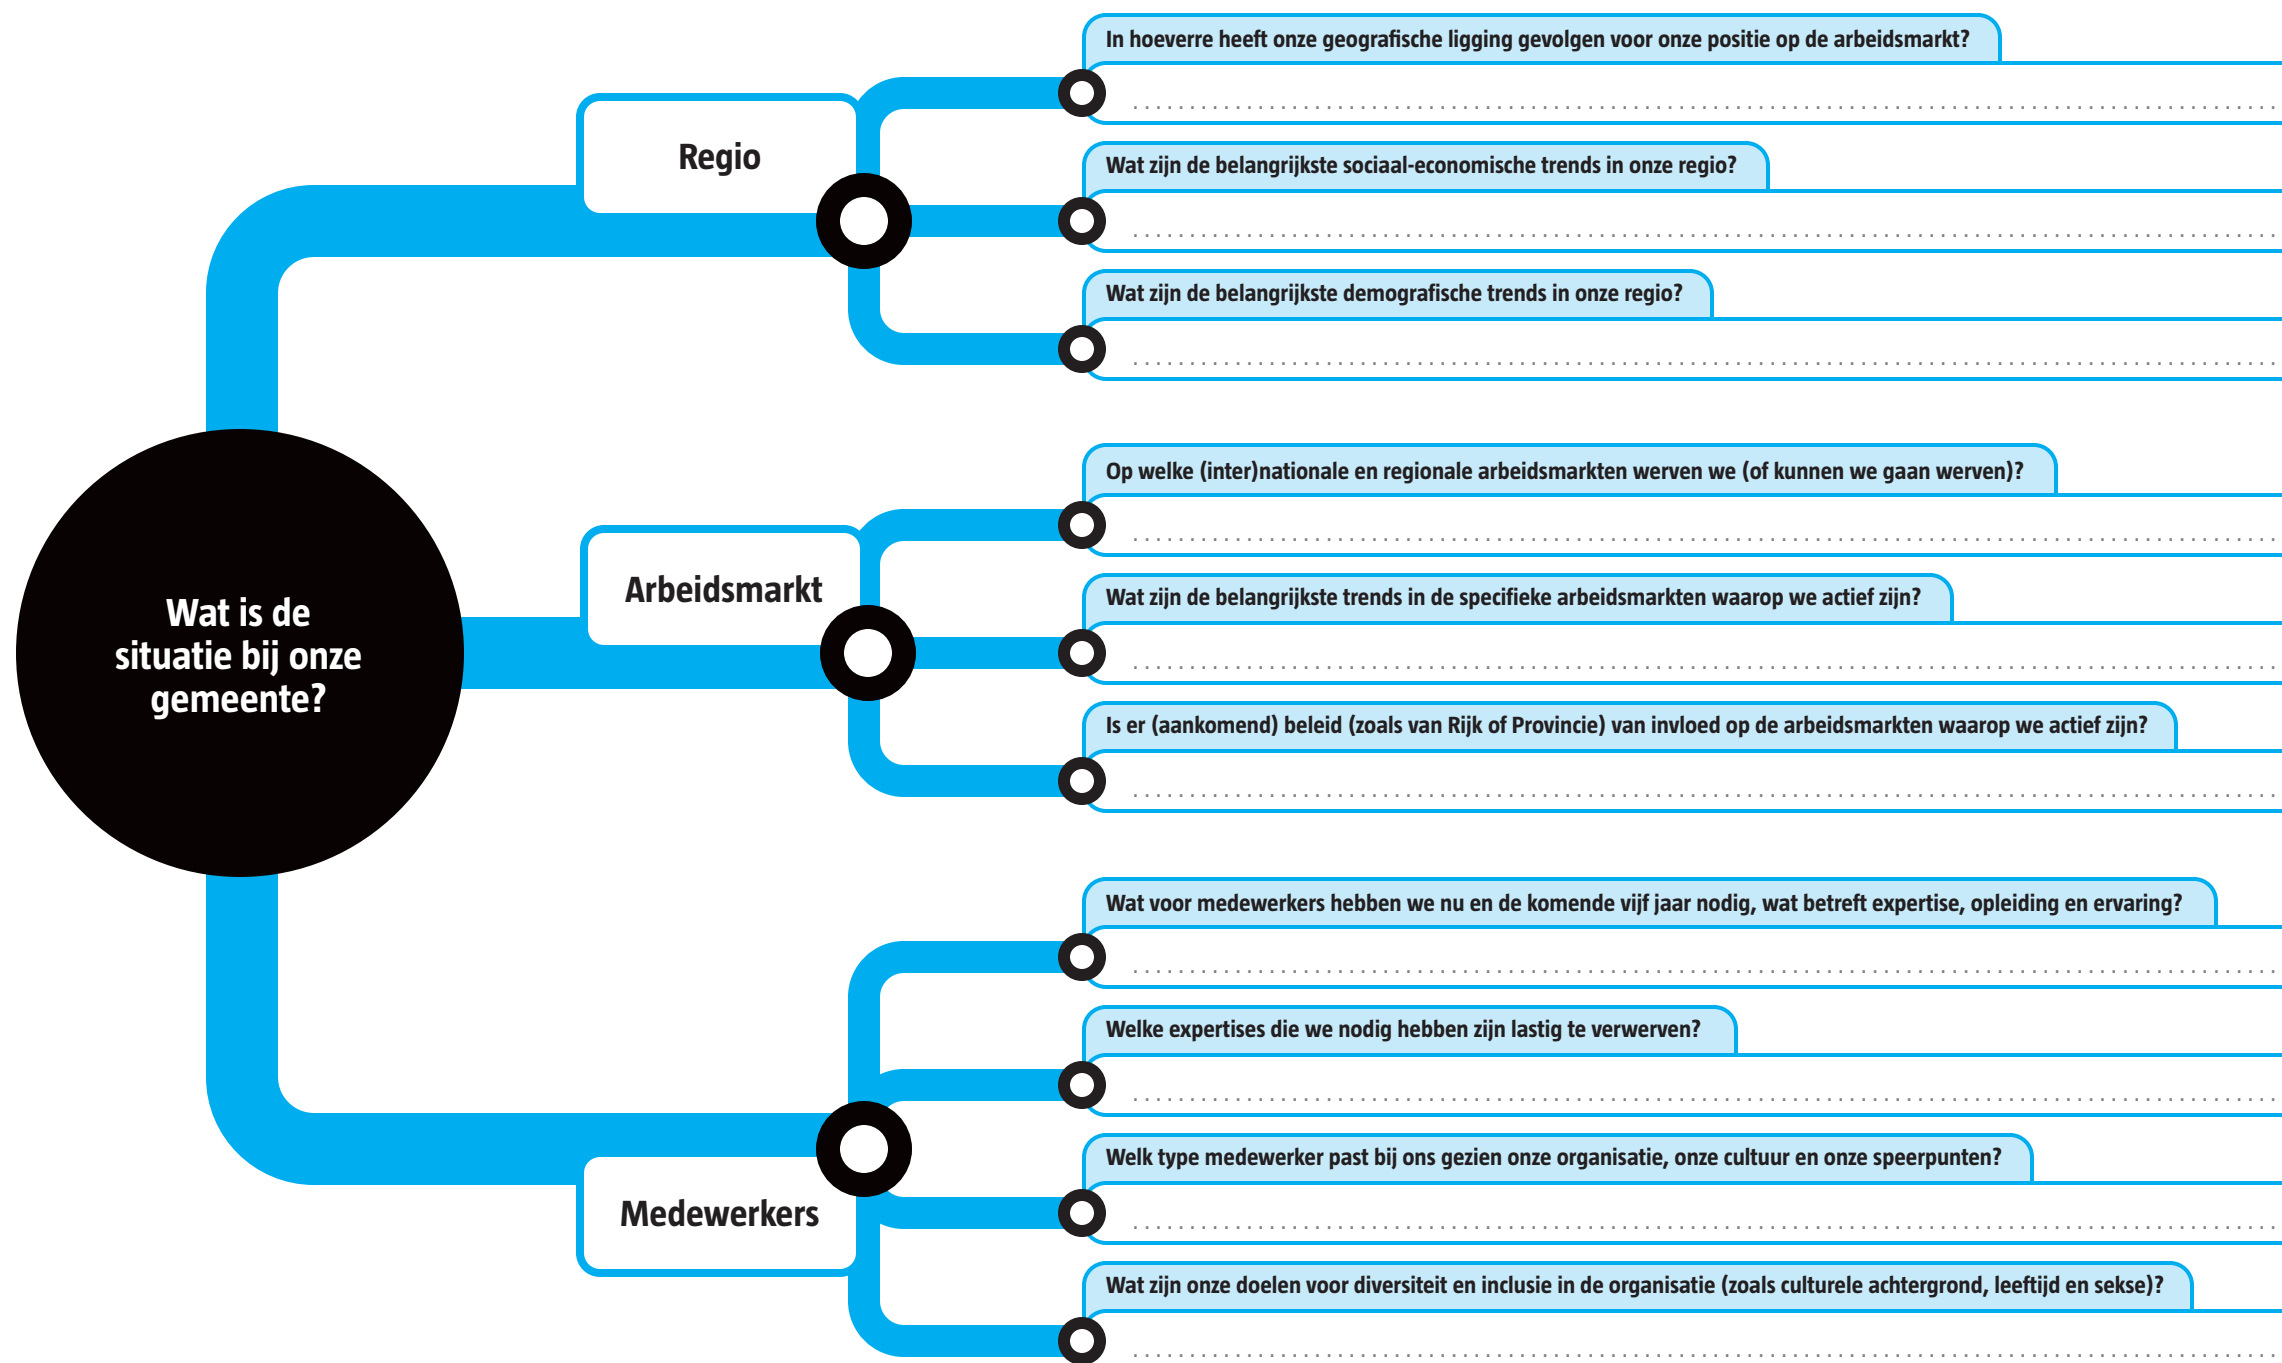 Wat is de
situatie bij onze
gemeente?
Regio
In hoeverre heeft onze geografische ligging gevolgen voor onze positie op de arbeidsmarkt?
Wat zijn de belangrijkste sociaal-economische trends in onze regio?
Wat zijn de belangrijkste demografische trends in onze regio?
Arbeidsmarkt
Op welke (inter)nationale en regionale arbeidsmarkten werven we (of kunnen we gaan werven)?
Wat zijn de belangrijkste trends in de specifieke arbeidsmarkten waarop we actief zijn?
Is er (aankomend) beleid (zoals van Rijk of Provincie) van invloed op de arbeidsmarkten waarop we actief zijn?
Medewerkers
Wat voor medewerkers hebben we nu en de komende vijf jaar nodig, wat betreft expertise, opleiding en ervaring?
Welke expertises die we nodig hebben zijn lastig te verwerven?
Welk type medewerker past bij ons gezien onze organisatie, onze cultuur en onze speerpunten?
Wat zijn onze doelen voor diversiteit en inclusie in de organisatie (zoals culturele achtergrond, leeftijd en sekse)?